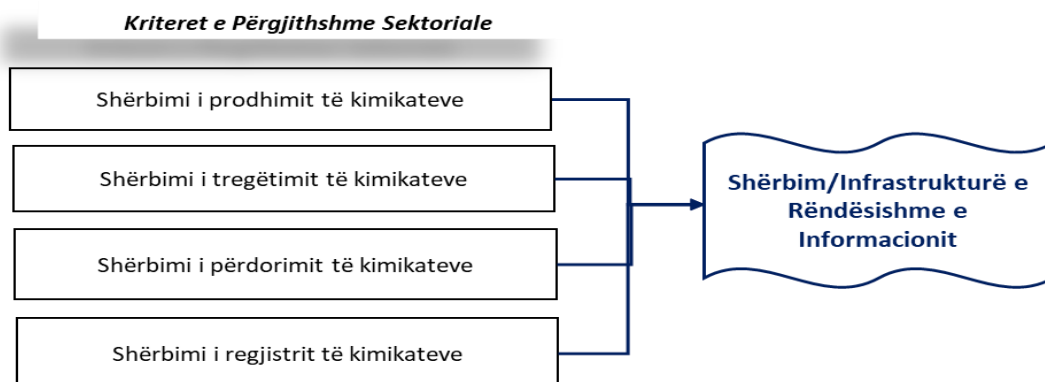 Kriteret e Përgjithshme Sektoriale
Shërbimi i prodhimit të kimikateve
Shërbimi i tregëtimit të kimikateve
Shërbimi i përdorimit të kimikateve
Shërbimi i regjistrit të kimikateve
Shërbim/Infrastrukturë e
Rëndësishme e
Informacionit